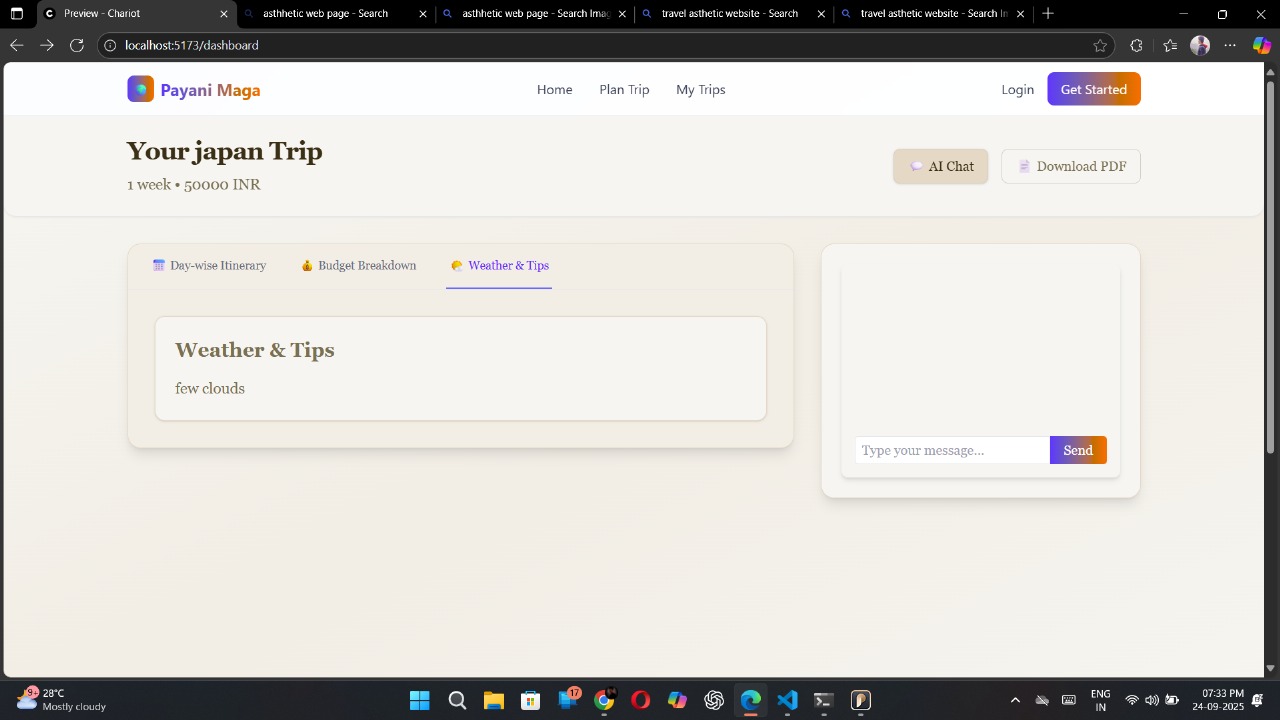 Preview - Chariot
asthhetic web page - Search
asthhetic web page - Search Imag
travel asthetic website - Search
travel asthetic website - Search In
localhost:5173/dashboard
Payani Maga
Home
Plan Trip
My Trips
Login
Get Started
Your japan Trip
1 week • 50000 INR
AI Chat
Download PDF
Day-wise Itinerary
Budget Breakdown
Weather & Tips
Weather & Tips
few clouds
Type your message...
Send
9+
28°C
Mostly cloudy
17
ENG
IN
07:33 PM
24-09-2025